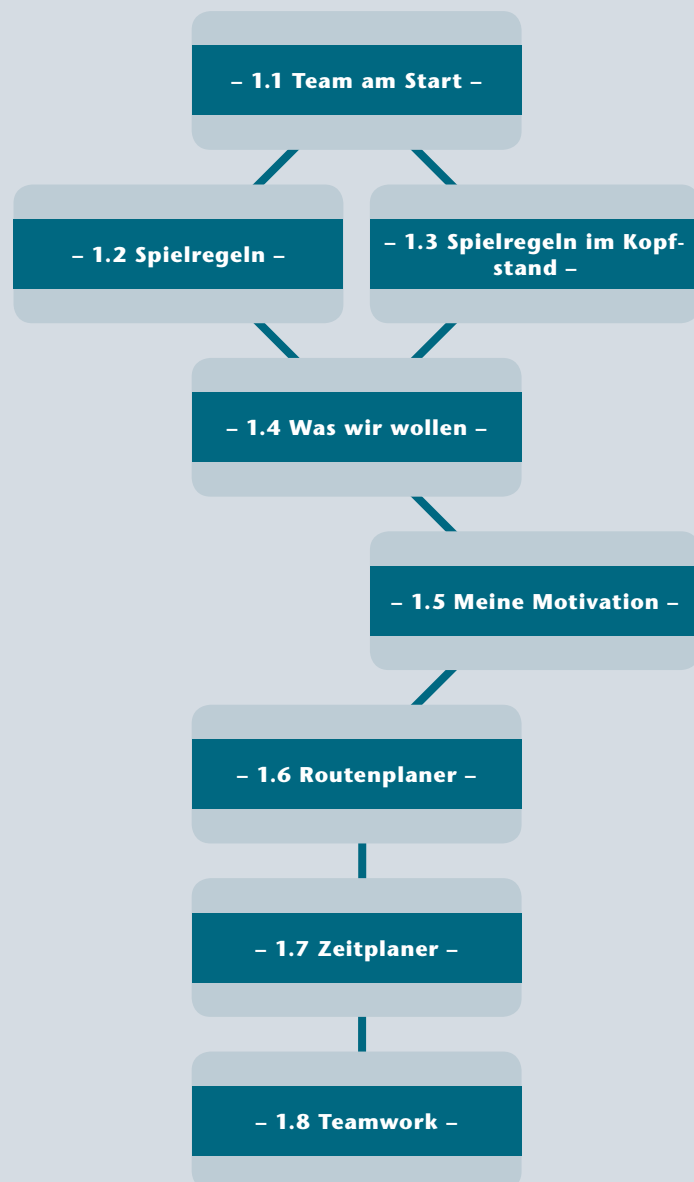 – 1.1 Team am Start –
– 1.2 Spielregeln –
– 1.3 Spielregeln im Kopf-
stand –
– 1.4 Was wir wollen –
– 1.5 Meine Motivation –
– 1.6 Routenplaner –
– 1.7 Zeitplaner –
– 1.8 Teamwork –